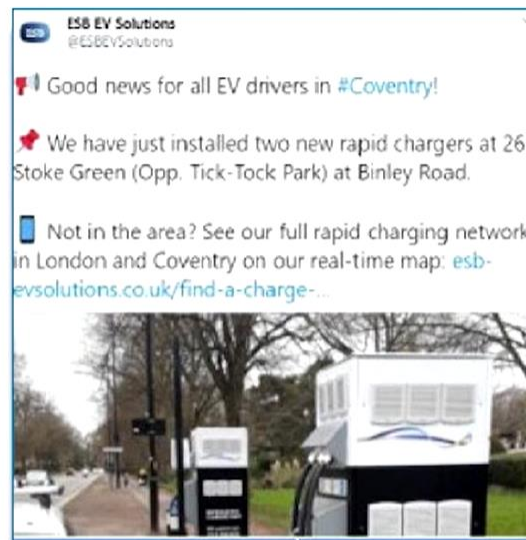 ESB EV Solutions
@ESBEVSolutions
Good news for all EV drivers in #Coventry!
We have just installed two new rapid chargers at 26
Stoke Green (Opp. Tick-Tock Park) at Binley Road.
Not in the area? See our full rapid charging network
in London and Coventry on our real-time map: esb-
evsolutions.co.uk/find-a-charge-...